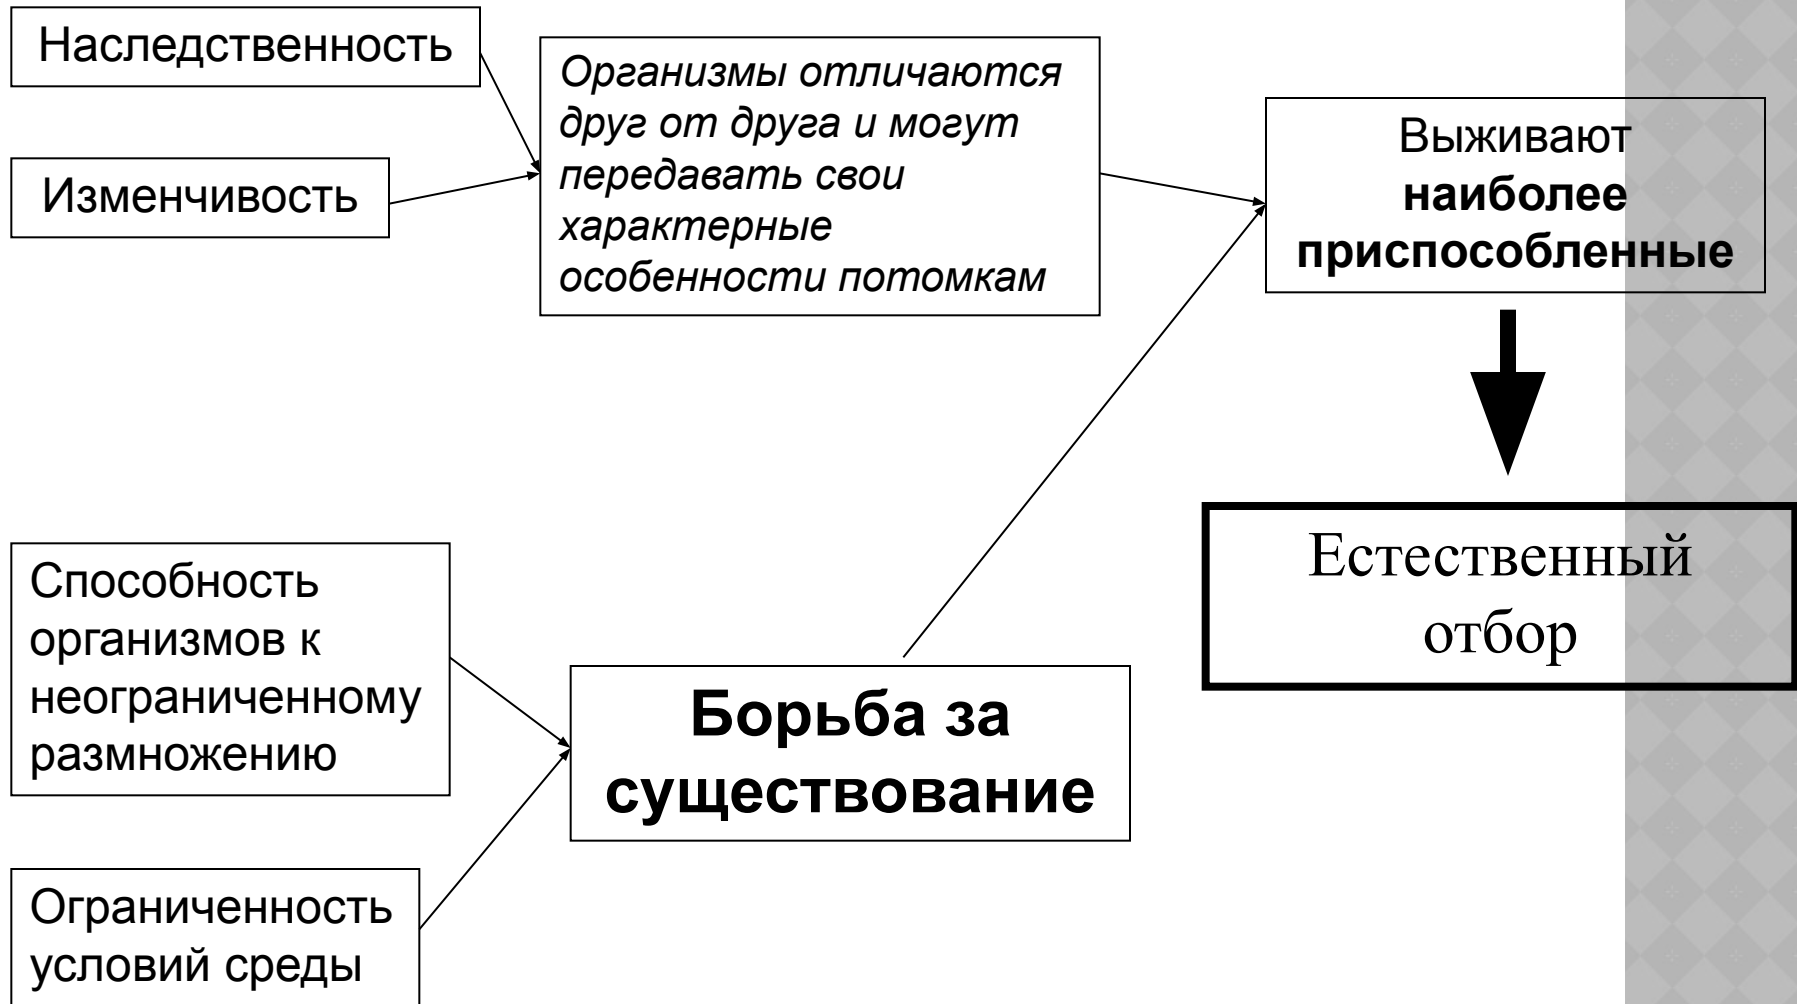 Наследственность
Изменчивость
Организмы отличаются
друг от друга и могут
передавать свои
характерные
особенности потомкам
Выживают
наиболее
приспособленные
Естественный
отбор
Способность
организмов к
неограниченному
размножению
Борьба за
существование
Ограниченность
условий среды